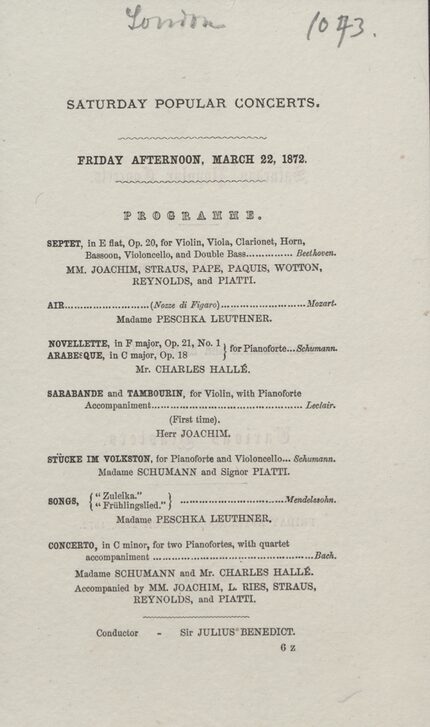 London 1073.
SATURDAY POPULAR CONCERTS.
FRIDAY AFTERNOON, MARCH 22, 1872.
PROGRAMME.
SEPTET, in E flat, Op. 20, for Violin, Viola, Clarionet, Horn,
Bassoon, Violoncello, and Double Bass.............. Beethoven.
MM. JOACHIM, STRAUS, PAPE, PAQUIS, WOTTON,
REYNOLDS, and PIATTI.
AIR..........................(Nozze di Figaro)..........................Mozart.
Madame PESCHKA LEUTHNER.
NOVELLETTE, in F major, Op. 21, No. 1 } for Pianoforte...Schumann.
ARABESQUE, in C major, Op. 18
Mr. CHARLES HALLÉ.
SARABANDE and TAMBOURIN, for Violin, with Pianoforte
Accompaniment.............................................. Leclair.
(First time).
Herr JOACHIM.
STÜCKE IM VOLKSTON, for Pianoforte and Violoncello... Schumann.
Madame SCHUMANN and Signor PIATTI.
SONGS, { "Zuleika." } ................................Mendelssohn.
{ "Frühlingslied." }
Madame PESCHKA LEUTHNER.
CONCERTO, in C minor, for two Pianofortes, with quartet
accompaniment ................................................Bach.
Madame SCHUMANN and Mr. CHARLES HALLÉ.
Accompanied by MM. JOACHIM, L. RIES, STRAUS,
REYNOLDS, and PIATTI.
Conductor - Sir JULIUS BENEDICT.
6 z